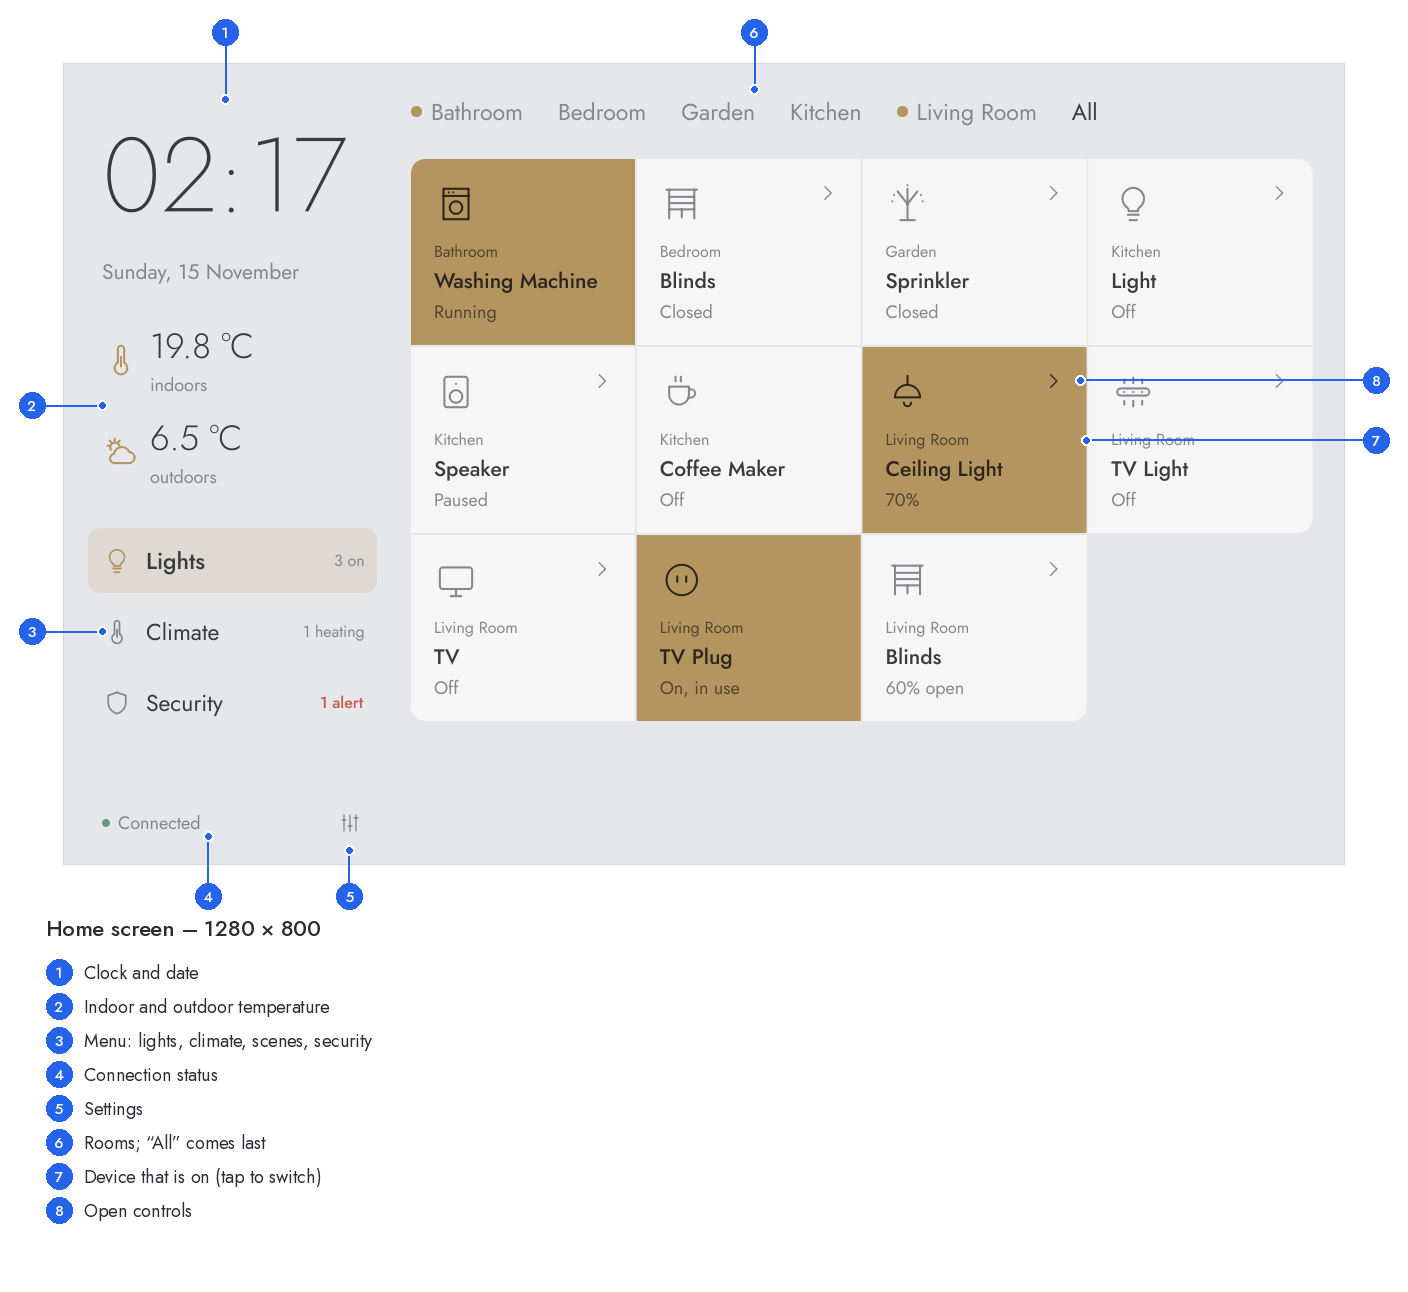 1
6
02:17
Sunday, 15 November
19.8 °C
indoors
2
6.5 °C
outdoors
Lights 3 on
3
Climate 1 heating
Security 1 alert
Connected
4
5
Bathroom Bedroom Garden Kitchen Living Room All
Bathroom
Washing Machine
Running
Bedroom
Blinds
Closed
Garden
Sprinkler
Closed
Kitchen
Light
Off
Kitchen
Speaker
Paused
Kitchen
Coffee Maker
Off
Living Room
Ceiling Light
70%
Living Room
TV Light
Off
8
7
Living Room
TV
Off
Living Room
TV Plug
On, in use
Living Room
Blinds
60% open
Home screen – 1280 × 800
1 Clock and date
2 Indoor and outdoor temperature
3 Menu: lights, climate, scenes, security
4 Connection status
5 Settings
6 Rooms; “All” comes last
7 Device that is on (tap to switch)
8 Open controls